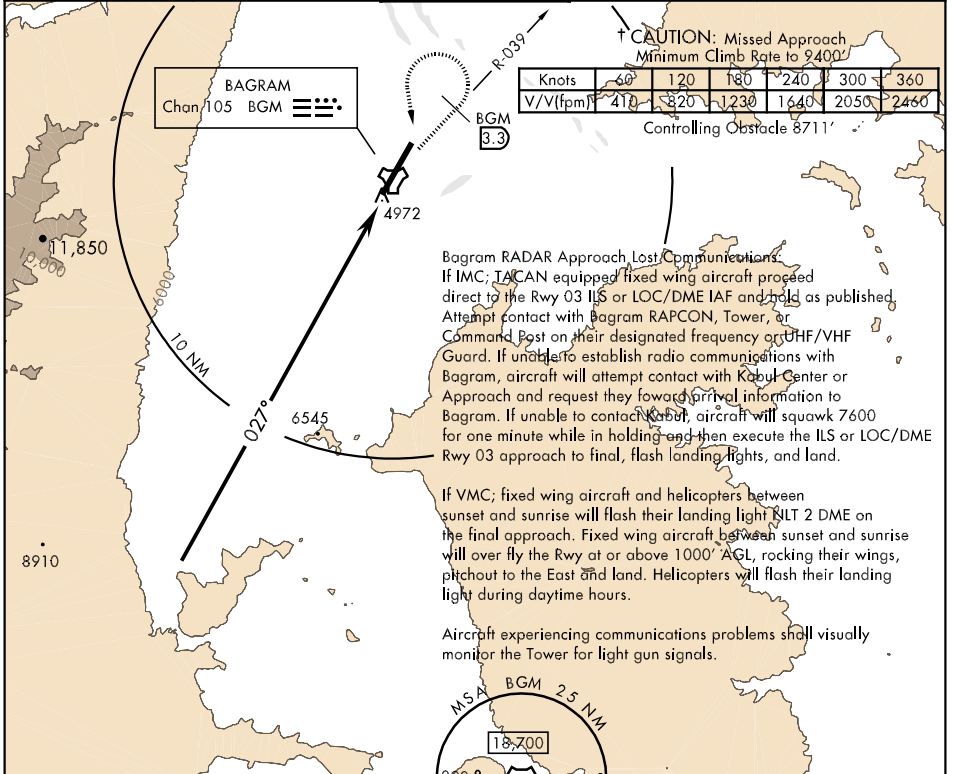 R-039
† CAUTION: Missed Approach
Minimum Climb Rate to 9400'
Knots 60 120 180 240 300 360
V/V(fpm) 410 820 1230 1640 2050 2460
Controlling Obstacle 8711'
BAGRAM
Chan 105 BGM
BGM
3.3
4972
11,850
10,000
6000
10 NM
027°
6545
8910
Bagram RADAR Approach Lost Communications:
If IMC; TACAN equipped fixed wing aircraft proceed
direct to the Rwy 03 ILS or LOC/DME IAF and hold as published.
Attempt contact with Bagram RAPCON, Tower, or
Command Post on their designated frequency or UHF/VHF
Guard. If unable to establish radio communications with
Bagram, aircraft will attempt contact with Kabul Center or
Approach and request they foward arrival information to
Bagram. If unable to contact Kabul, aircraft will squawk 7600
for one minute while in holding and then execute the ILS or LOC/DME
Rwy 03 approach to final, flash landing lights, and land.
If VMC; fixed wing aircraft and helicopters between
sunset and sunrise will flash their landing light NLT 2 DME on
the final approach. Fixed wing aircraft between sunset and sunrise
will over fly the Rwy at or above 1000' AGL, rocking their wings,
pitchout to the East and land. Helicopters will flash their landing
light during daytime hours.
Aircraft experiencing communications problems shall visually
monitor the Tower for light gun signals.
MSA BGM 25 NM
18,700